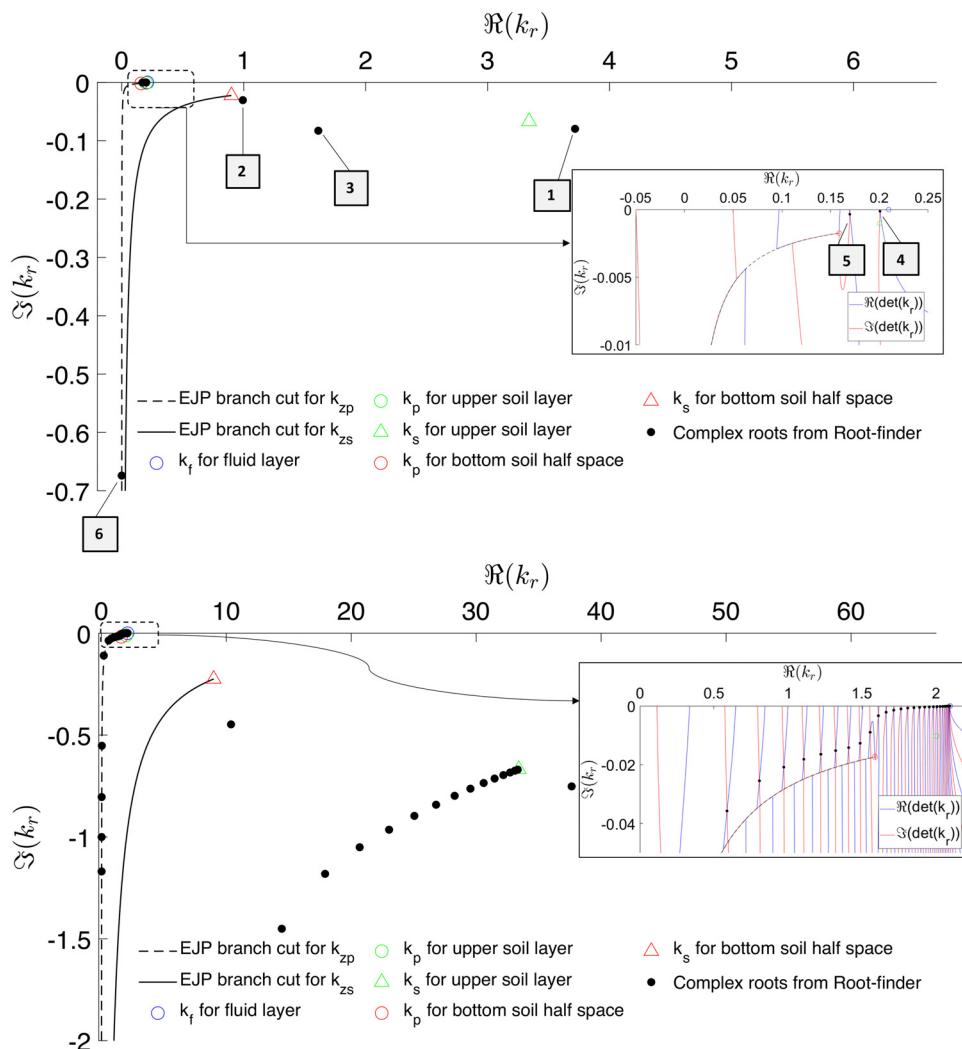 ℜ(k_r)
0 1 2 3 4 5 6
0
-0.1
-0.2
-0.3
-0.4
-0.5
-0.6
-0.7
ℑ(k_r)
2
3
1
6
ℜ(k_r)
-0.05 0 0.05 0.1 0.15 0.2 0.25
0
-0.005
-0.01
ℑ(k_r)
5
4
ℜ(det(k_r))
ℑ(det(k_r))
EJP branch cut for k_zp
EJP branch cut for k_zs
k_f for fluid layer
k_p for upper soil layer
k_s for upper soil layer
k_p for bottom soil half space
k_s for bottom soil half space
Complex roots from Root-finder
ℜ(k_r)
0 10 20 30 40 50 60
0
-0.5
-1
-1.5
-2
ℑ(k_r)
ℜ(k_r)
0 0.5 1 1.5 2
0
-0.02
-0.04
ℑ(k_r)
ℜ(det(k_r))
ℑ(det(k_r))
EJP branch cut for k_zp
EJP branch cut for k_zs
k_f for fluid layer
k_p for upper soil layer
k_s for upper soil layer
k_p for bottom soil half space
k_s for bottom soil half space
Complex roots from Root-finder